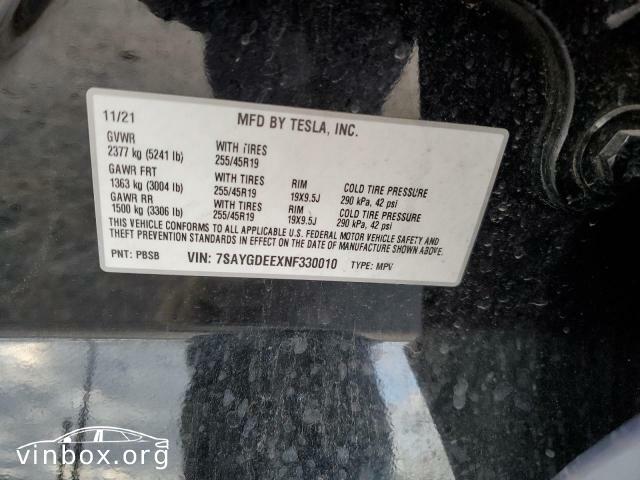 11/21 MFD BY TESLA, INC.
GVWR
2377 kg (5241 lb) WITH TIRES
255/45R19
GAWR FRT
1363 kg (3004 lb) WITH TIRES RIM COLD TIRE PRESSURE
255/45R19 19X9.5J 290 kPa, 42 psi
GAWR RR
1500 kg (3306 lb) WITH TIRES RIM COLD TIRE PRESSURE
255/45R19 19X9.5J 290 kPa, 42 psi
THIS VEHICLE CONFORMS TO ALL APPLICABLE U.S. FEDERAL MOTOR VEHICLE SAFETY AND
THEFT PREVENTION STANDARDS IN EFFECT ON THE DATE OF MANUFACTURE SHOWN ABOVE.
PNT: PBSB VIN: 7SAYGDEEXNF330010 TYPE: MPV
vinbox.org